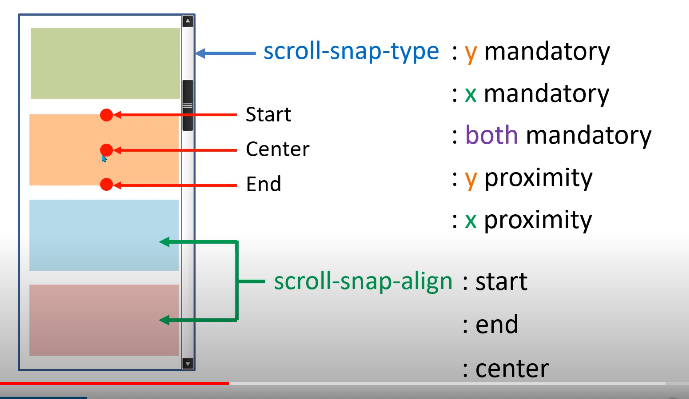 scroll-snap-type : y mandatory
: x mandatory
Start
Center
: both mandatory
End
: y proximity
: x proximity
scroll-snap-align : start
: end
: center